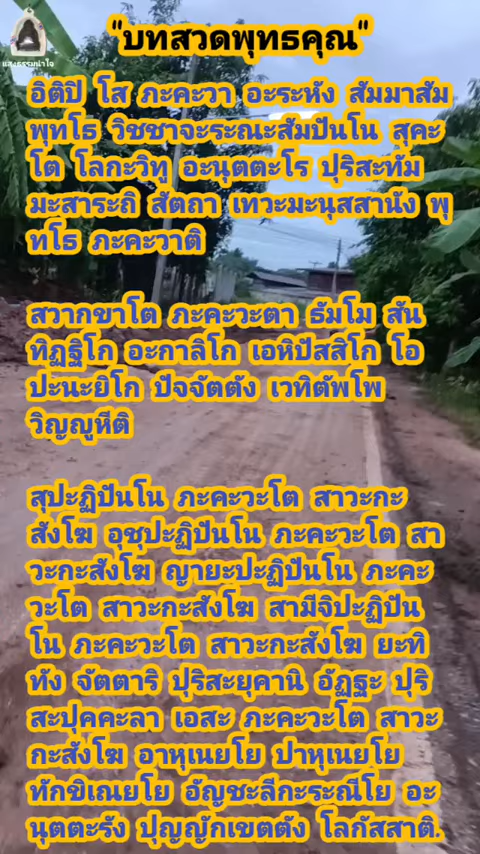 "บทสวดพุทธคุณ"
แสงธรรมนำใจ
อิติปิ โส ภะคะวา อะระหัง สัมมาสัม
พุทโธ วิชชาจะระณะสัมปันโน สุคะ
โต โลกะวิทู อะนุตตะโร ปุริสะทัม
มะสาระถิ สัตถา เทวะมะนุสสานัง พุ
ทโธ ภะคะวาติ
สวากขาโต ภะคะวะตา ธัมโม สัน
ทิฏฐิโก อะกาลิโก เอหิปัสสิโก โอ
ปะนะยิโก ปัจจัตตัง เวทิตัพโพ
วิญญูหีติ
สุปะฏิปันโน ภะคะวะโต สาวะกะ
สังโฆ อุชุปะฏิปันโน ภะคะวะโต สา
วะกะสังโฆ ญายะปะฏิปันโน ภะคะ
วะโต สาวะกะสังโฆ สามีจิปะฏิปัน
โน ภะคะวะโต สาวะกะสังโฆ ยะทิ
ทัง จัตตาริ ปุริสะยุคานิ อัฏฐะ ปุริ
สะปุคคะลา เอสะ ภะคะวะโต สาวะ
กะสังโฆ อาหุเนยโย ปาหุเนยโย
ทักขิเณยโย อัญชะลีกะระณีโย อะ
นุตตะรัง ปุญญักเขตตัง โลกัสสาติ.